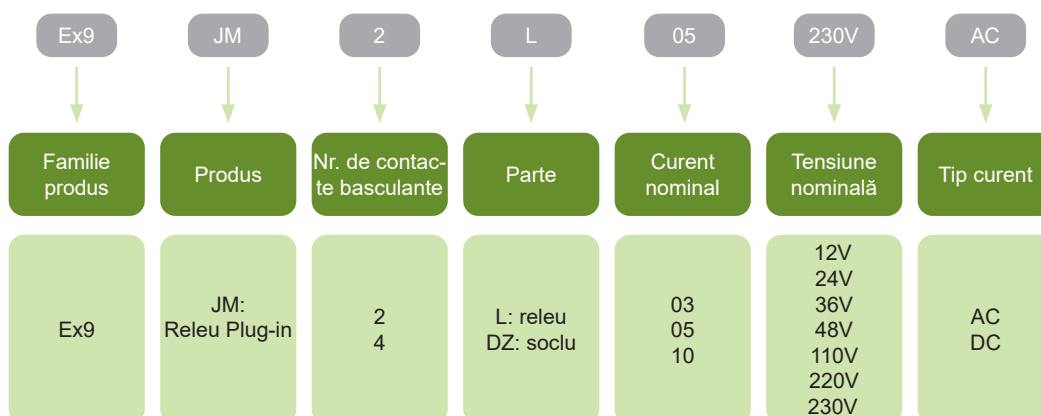 Ex9
JM
2
L
05
230V
AC
Familie
produs
Produs
Nr. de contac-
te basculante
Parte
Curent
nominal
Tensiune
nominală
Tip curent
Ex9
JM:
Releu Plug-in
2
4
L: releu
DZ: soclu
03
05
10
12V
24V
36V
48V
110V
220V
230V
AC
DC